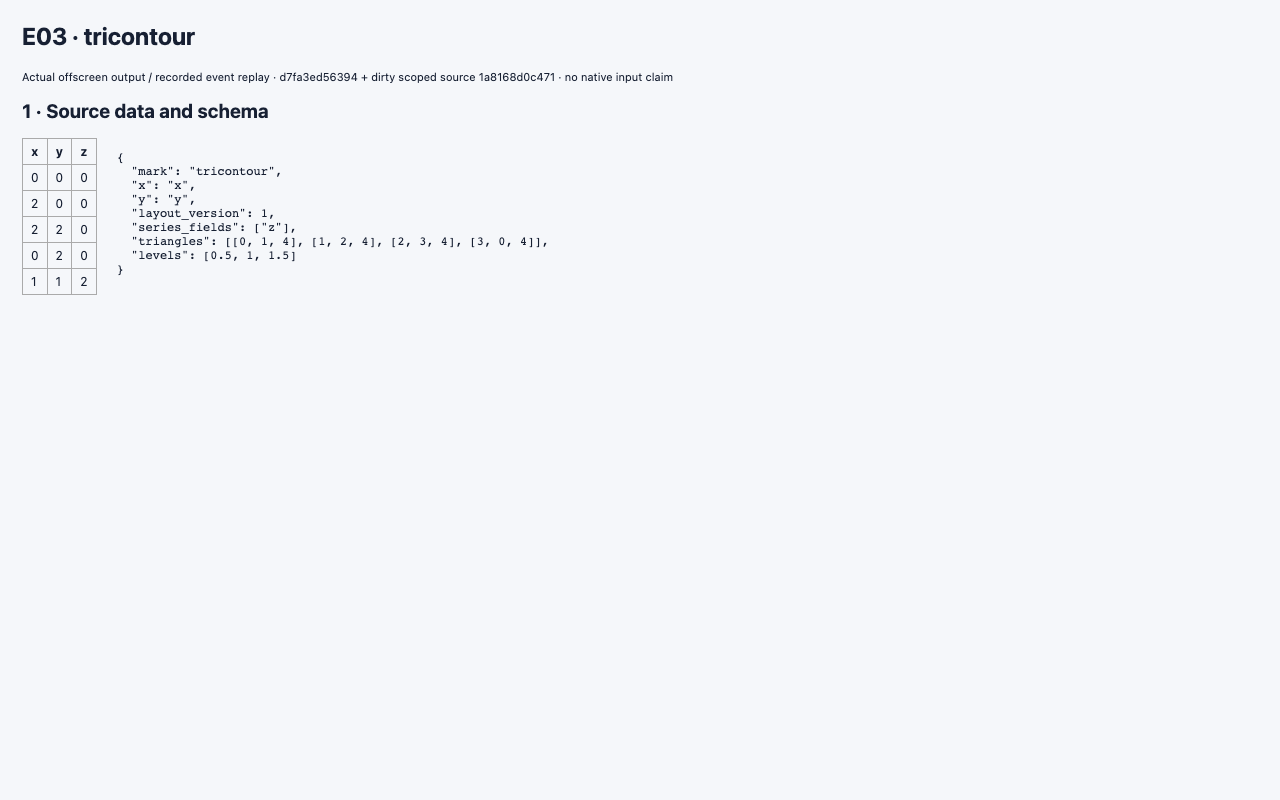 E03 · tricontour
Actual offscreen output / recorded event replay · d7fa3ed56394 + dirty scoped source 1a8168d0c471 · no native input claim
1 · Source data and schema
x y z
0 0 0
2 0 0
2 2 0
0 2 0
1 1 2
{
  "mark": "tricontour",
  "x": "x",
  "y": "y",
  "layout_version": 1,
  "series_fields": ["z"],
  "triangles": [[0, 1, 4], [1, 2, 4], [2, 3, 4], [3, 0, 4]],
  "levels": [0.5, 1, 1.5]
}